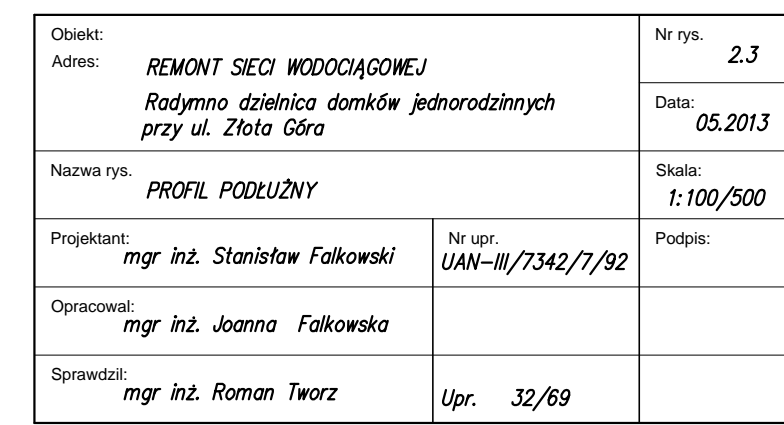 Obiekt:
Adres: REMONT SIECI WODOCIĄGOWEJ
Radymno dzielnica domków jednorodzinnych
przy ul. Złota Góra
Nr rys.
2.3
Data:
05.2013
Nazwa rys.
PROFIL PODŁUŻNY
Skala:
1:100/500
Projektant:
mgr inż. Stanisław Falkowski
Nr upr.
UAN-III/7342/7/92
Podpis:
Opracowal:
mgr inż. Joanna Falkowska
Sprawdzil:
mgr inż. Roman Tworz
Upr. 32/69